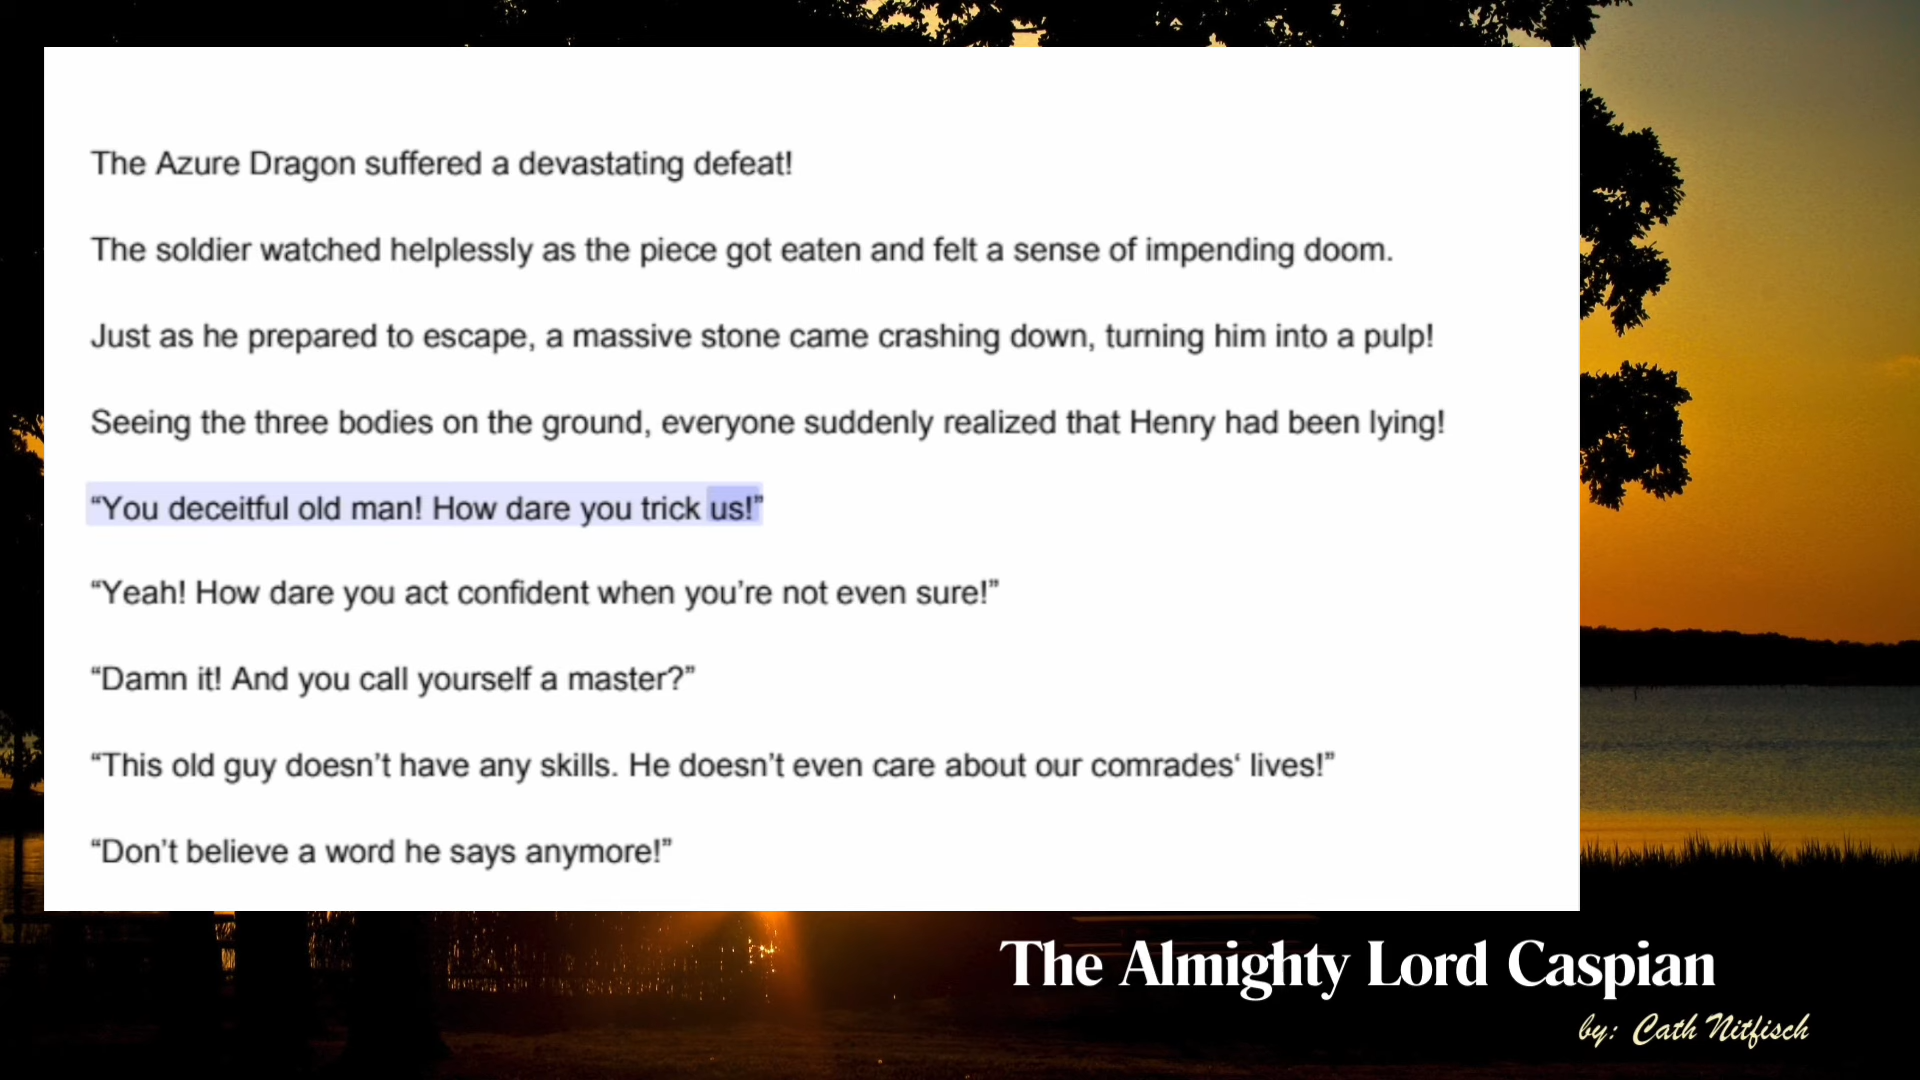 The Azure Dragon suffered a devastating defeat!
The soldier watched helplessly as the piece got eaten and felt a sense of impending doom.
Just as he prepared to escape, a massive stone came crashing down, turning him into a pulp!
Seeing the three bodies on the ground, everyone suddenly realized that Henry had been lying!
“You deceitful old man! How dare you trick us!”
“Yeah! How dare you act confident when you’re not even sure!”
“Damn it! And you call yourself a master?”
“This old guy doesn’t have any skills. He doesn’t even care about our comrades‘ lives!”
“Don’t believe a word he says anymore!”
The Almighty Lord Caspian
by: Cath Nitfisch